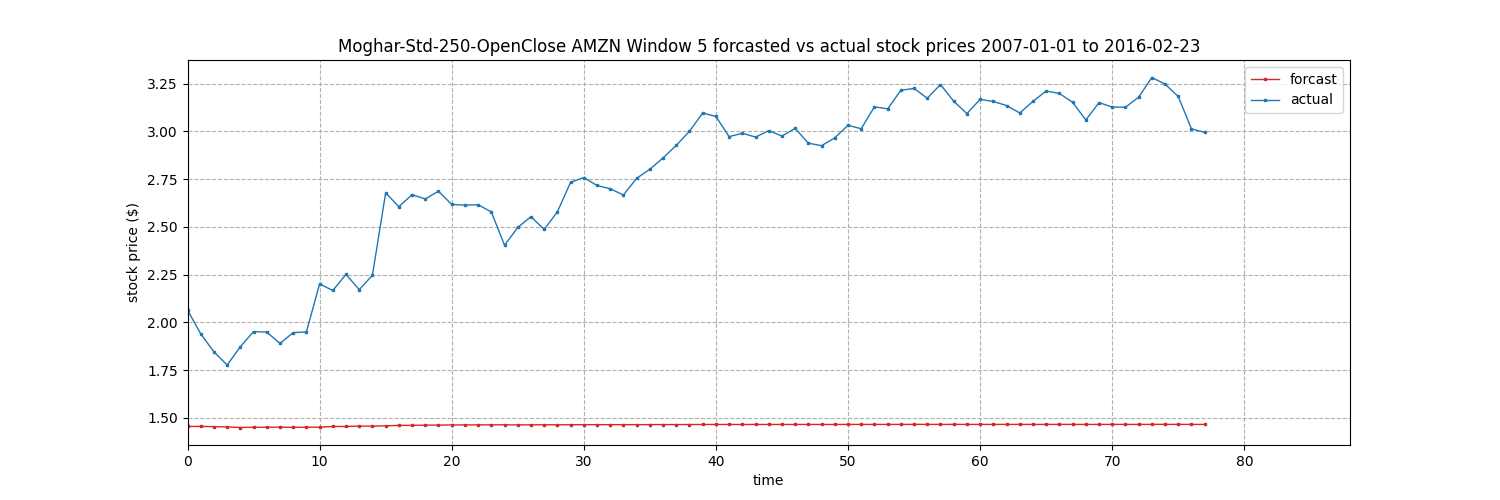 Moghar-Std-250-OpenClose AMZN Window 5 forcasted vs actual stock prices 2007-01-01 to 2016-02-23
forcast
actual
stock price ($)
3.25
3.00
2.75
2.50
2.25
2.00
1.75
1.50
0 10 20 30 40 50 60 70 80
time